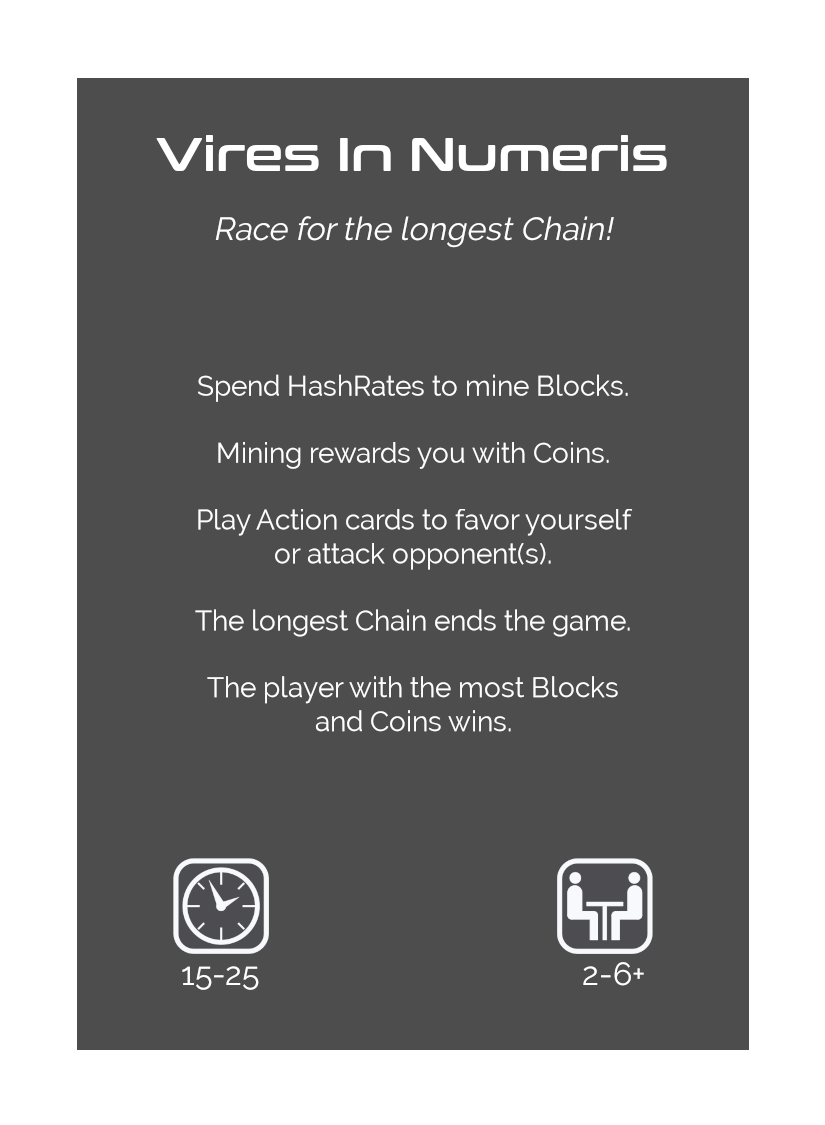 Vires In Numeris
Race for the longest Chain!
Spend HashRates to mine Blocks.
Mining rewards you with Coins.
Play Action cards to favor yourself
or attack opponent(s).
The longest Chain ends the game.
The player with the most Blocks
and Coins wins.
15-25
2-6+